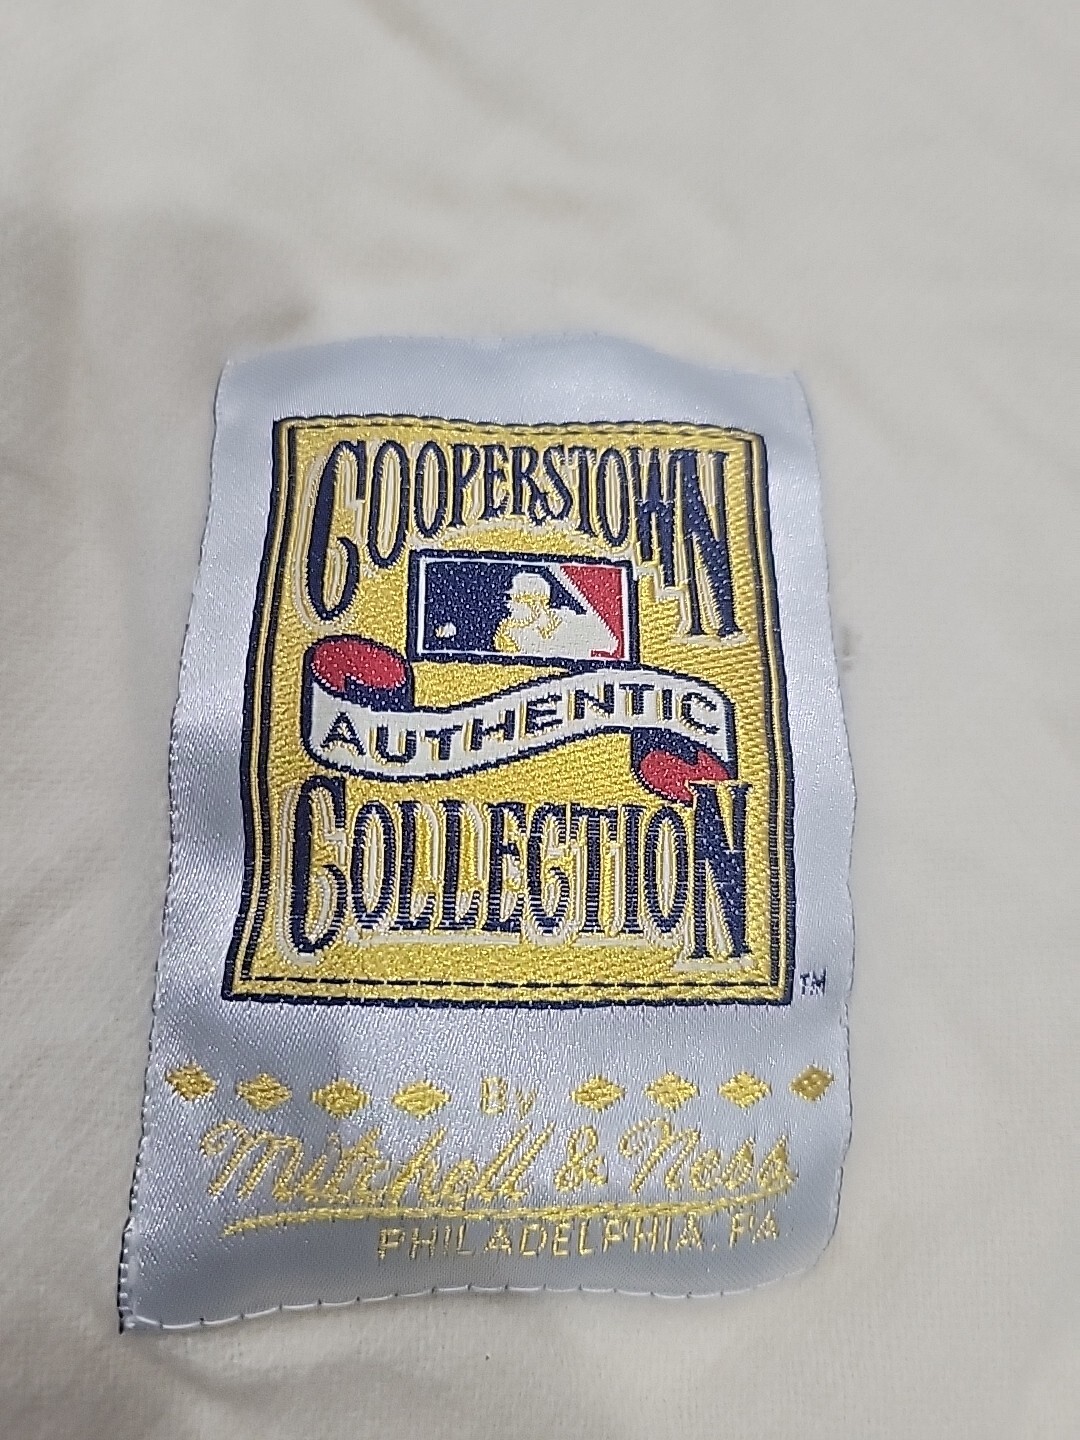 COOPERSTOWN
AUTHENTIC
COLLECTION
TM
By
Mitchell & Ness
PHILADELPHIA, PA